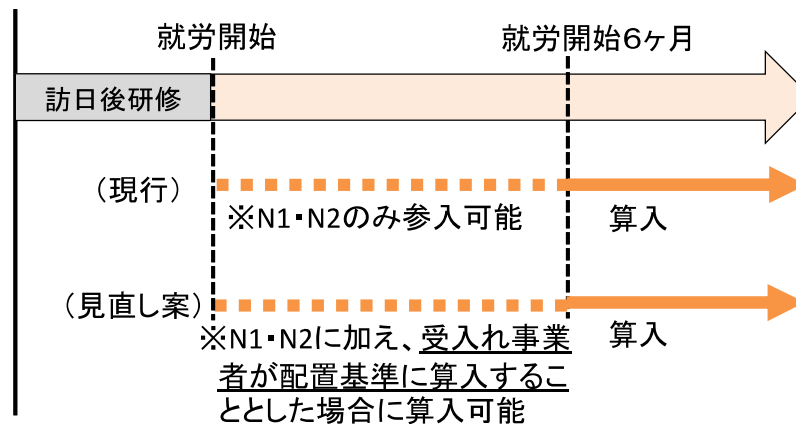 就労開始
就労開始6ヶ月
訪日後研修
（現行）
※N1・N2のみ参入可能
算入
（見直し案）
※N1・N2に加え、受入れ事業
者が配置基準に算入するこ
ととした場合に算入可能
算入